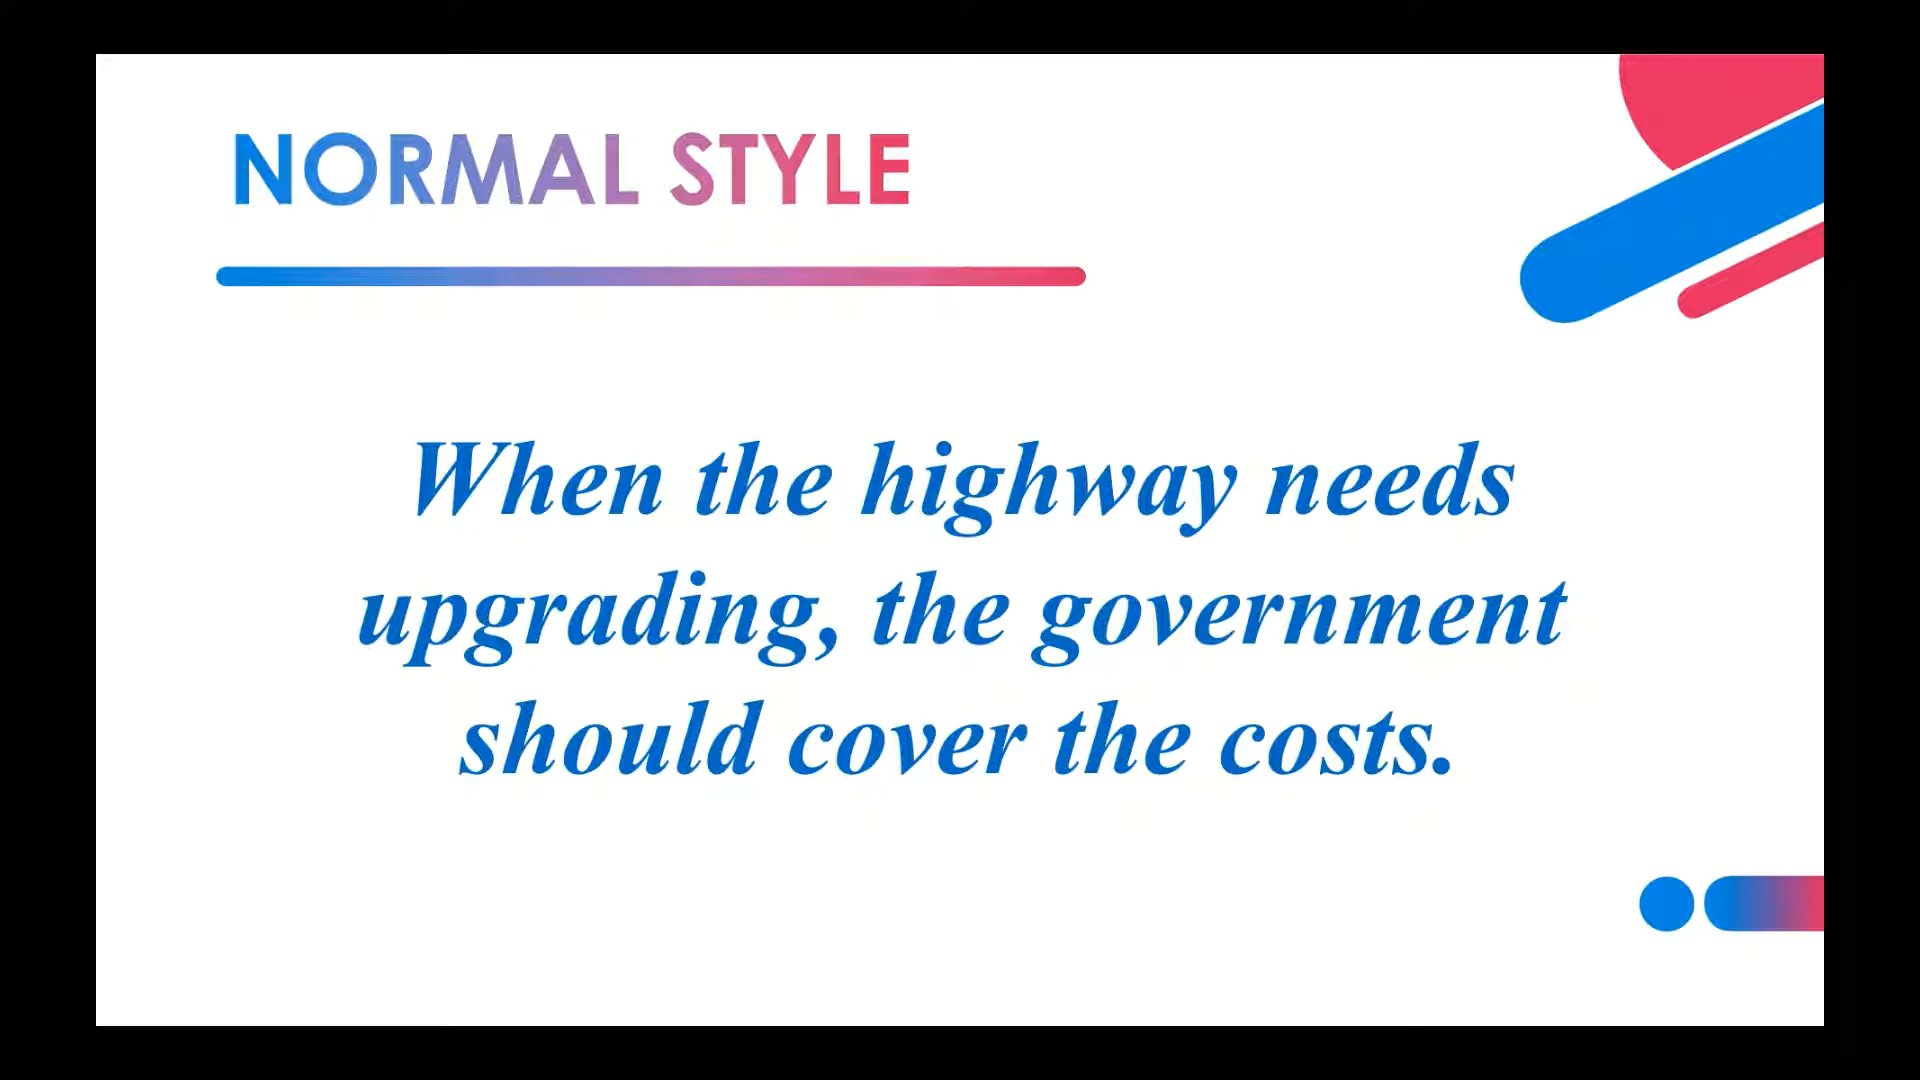 NORMAL STYLE
When the highway needs
upgrading, the government
should cover the costs.